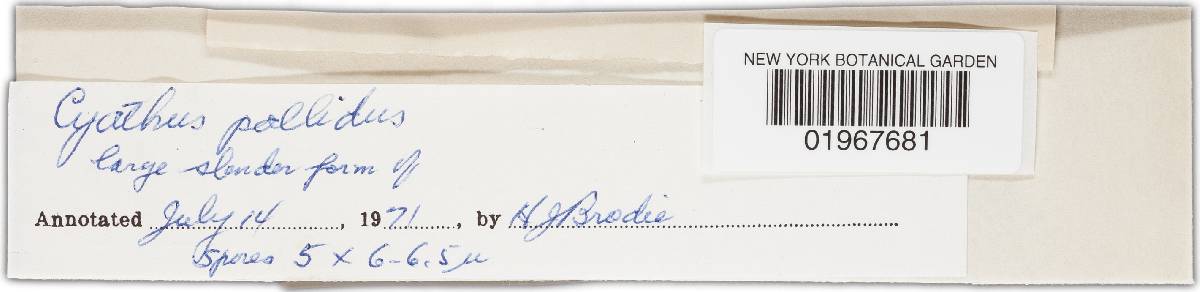 NEW YORK BOTANICAL GARDEN
01967681
Cyathus pallidus
large slender form of
Annotated July 14, 1971, by H J Brodie
spores 5 x 6-6.5 u